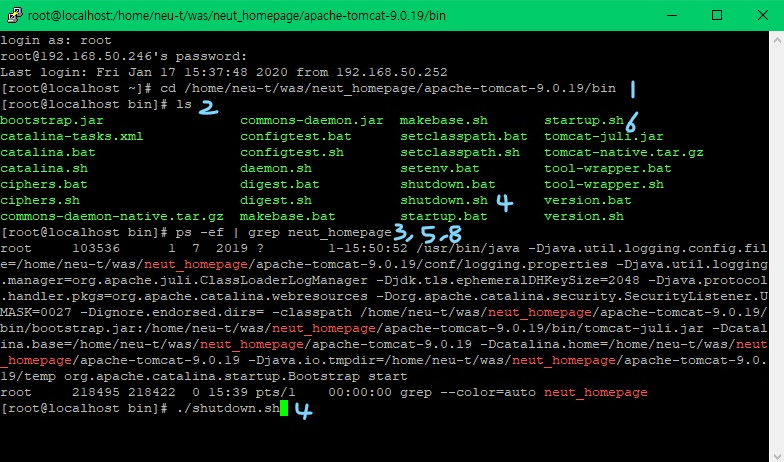 root@localhost:/home/neu-t/was/neut_homepage/apache-tomcat-9.0.19/bin
login as: root
root@192.168.50.246's password:
Last login: Fri Jan 17 15:37:48 2020 from 192.168.50.252
[root@localhost ~]# cd /home/neu-t/was/neut_homepage/apache-tomcat-9.0.19/bin 1
[root@localhost bin]# ls 2
bootstrap.jar commons-daemon.jar makebase.sh startup.sh 6
catalina-tasks.xml configtest.bat setclasspath.bat tomcat-juli.jar
catalina.bat configtest.sh setclasspath.sh tomcat-native.tar.gz
catalina.sh daemon.sh setenv.bat tool-wrapper.bat
ciphers.bat digest.bat shutdown.bat tool-wrapper.sh
ciphers.sh digest.sh shutdown.sh 4 version.bat
commons-daemon-native.tar.gz makebase.bat startup.bat version.sh
[root@localhost bin]# ps -ef | grep neut_homepage 3, 5-8
root 103536 1 7 2019 ? 1-15:50:52 /usr/bin/java -Djava.util.logging.config.fil
e=/home/neu-t/was/neut_homepage/apache-tomcat-9.0.19/conf/logging.properties -Djava.util.logging
.manager=org.apache.juli.ClassLoaderLogManager -Djdk.tls.ephemeralDHKeySize=2048 -Djava.protocol
.handler.pkgs=org.apache.catalina.webresources -Dorg.apache.catalina.security.SecurityListener.U
MASK=0027 -Dignore.endorsed.dirs= -classpath /home/neu-t/was/neut_homepage/apache-tomcat-9.0.19/
bin/bootstrap.jar:/home/neu-t/was/neut_homepage/apache-tomcat-9.0.19/bin/tomcat-juli.jar -Dcatal
ina.base=/home/neu-t/was/neut_homepage/apache-tomcat-9.0.19 -Dcatalina.home=/home/neu-t/was/neut
_homepage/apache-tomcat-9.0.19 -Djava.io.tmpdir=/home/neu-t/was/neut_homepage/apache-tomcat-9.0.
19/temp org.apache.catalina.startup.Bootstrap start
root 218495 218422 0 15:39 pts/1 00:00:00 grep --color=auto neut_homepage
[root@localhost bin]# ./shutdown.sh 4